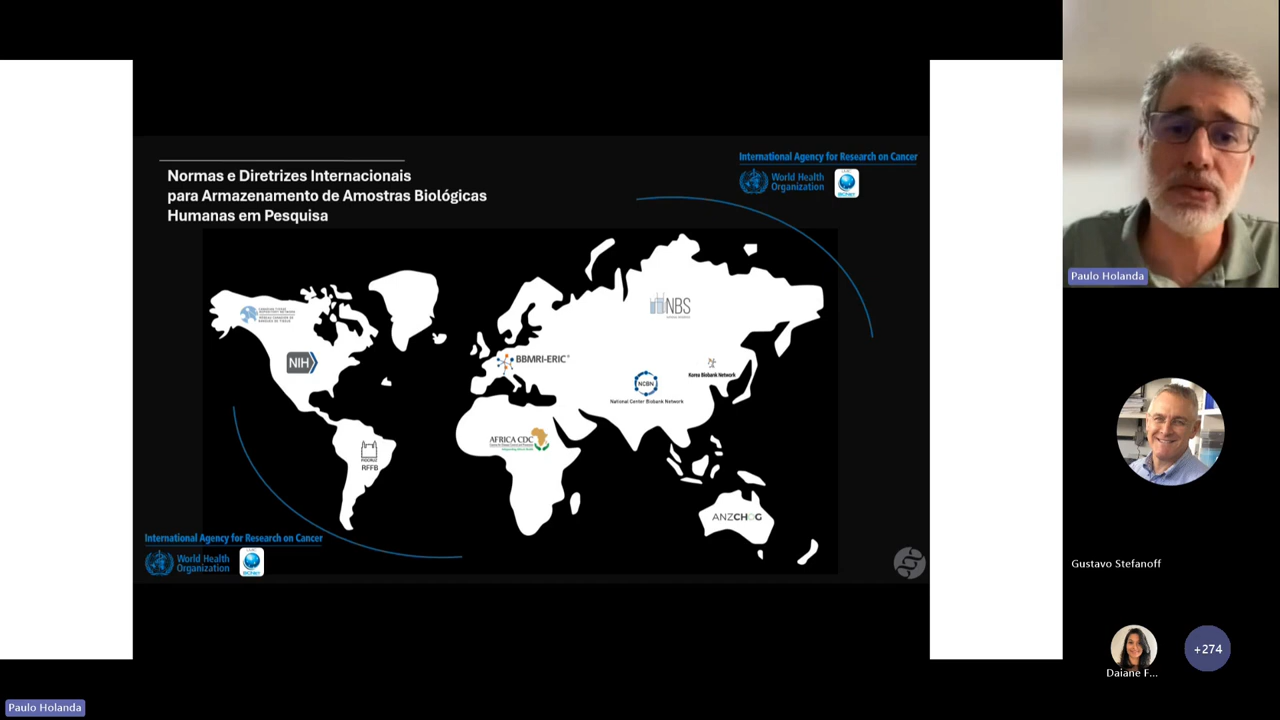 Normas e Diretrizes Internacionais
para Armazenamento de Amostras Biológicas
Humanas em Pesquisa
International Agency for Research on Cancer
World Health
Organization
NBS
NIH
BBMRI-ERIC
Korea Biobank Network
NCBN
National Center Biobank Network
AFRICA CDC
FIOCRUZ
RFFB
ANZCHOG
International Agency for Research on Cancer
World Health
Organization
Paulo Holanda
Gustavo Stefanoff
Daiane F...
+274
Paulo Holanda